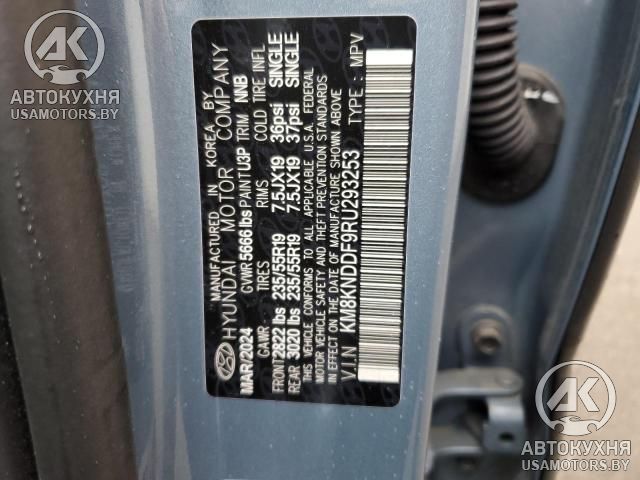 MANUFACTURED IN KOREA BY
HYUNDAI MOTOR COMPANY
MAR/2024 GVWR 5666 lbs PAINT U3P TRIM NNB
GAWR: TIRES RIMS COLD TIRE INFL
FRONT 2822 lbs 235/55R19 7.5JX19 36psi SINGLE
REAR 3020 lbs 235/55R19 7.5JX19 37psi SINGLE
THIS VEHICLE CONFORMS TO ALL APPLICABLE U.S.A. FEDERAL
MOTOR VEHICLE SAFETY AND THEFT PREVENTION STANDARDS
IN EFFECT ON THE DATE OF MANUFACTURE SHOWN ABOVE
V.I.N KM8KNDDF9RU293253 TYPE : MPV
АВТОКУХНЯ
USAMOTORS.BY
АВТОКУХНЯ
USAMOTORS.BY